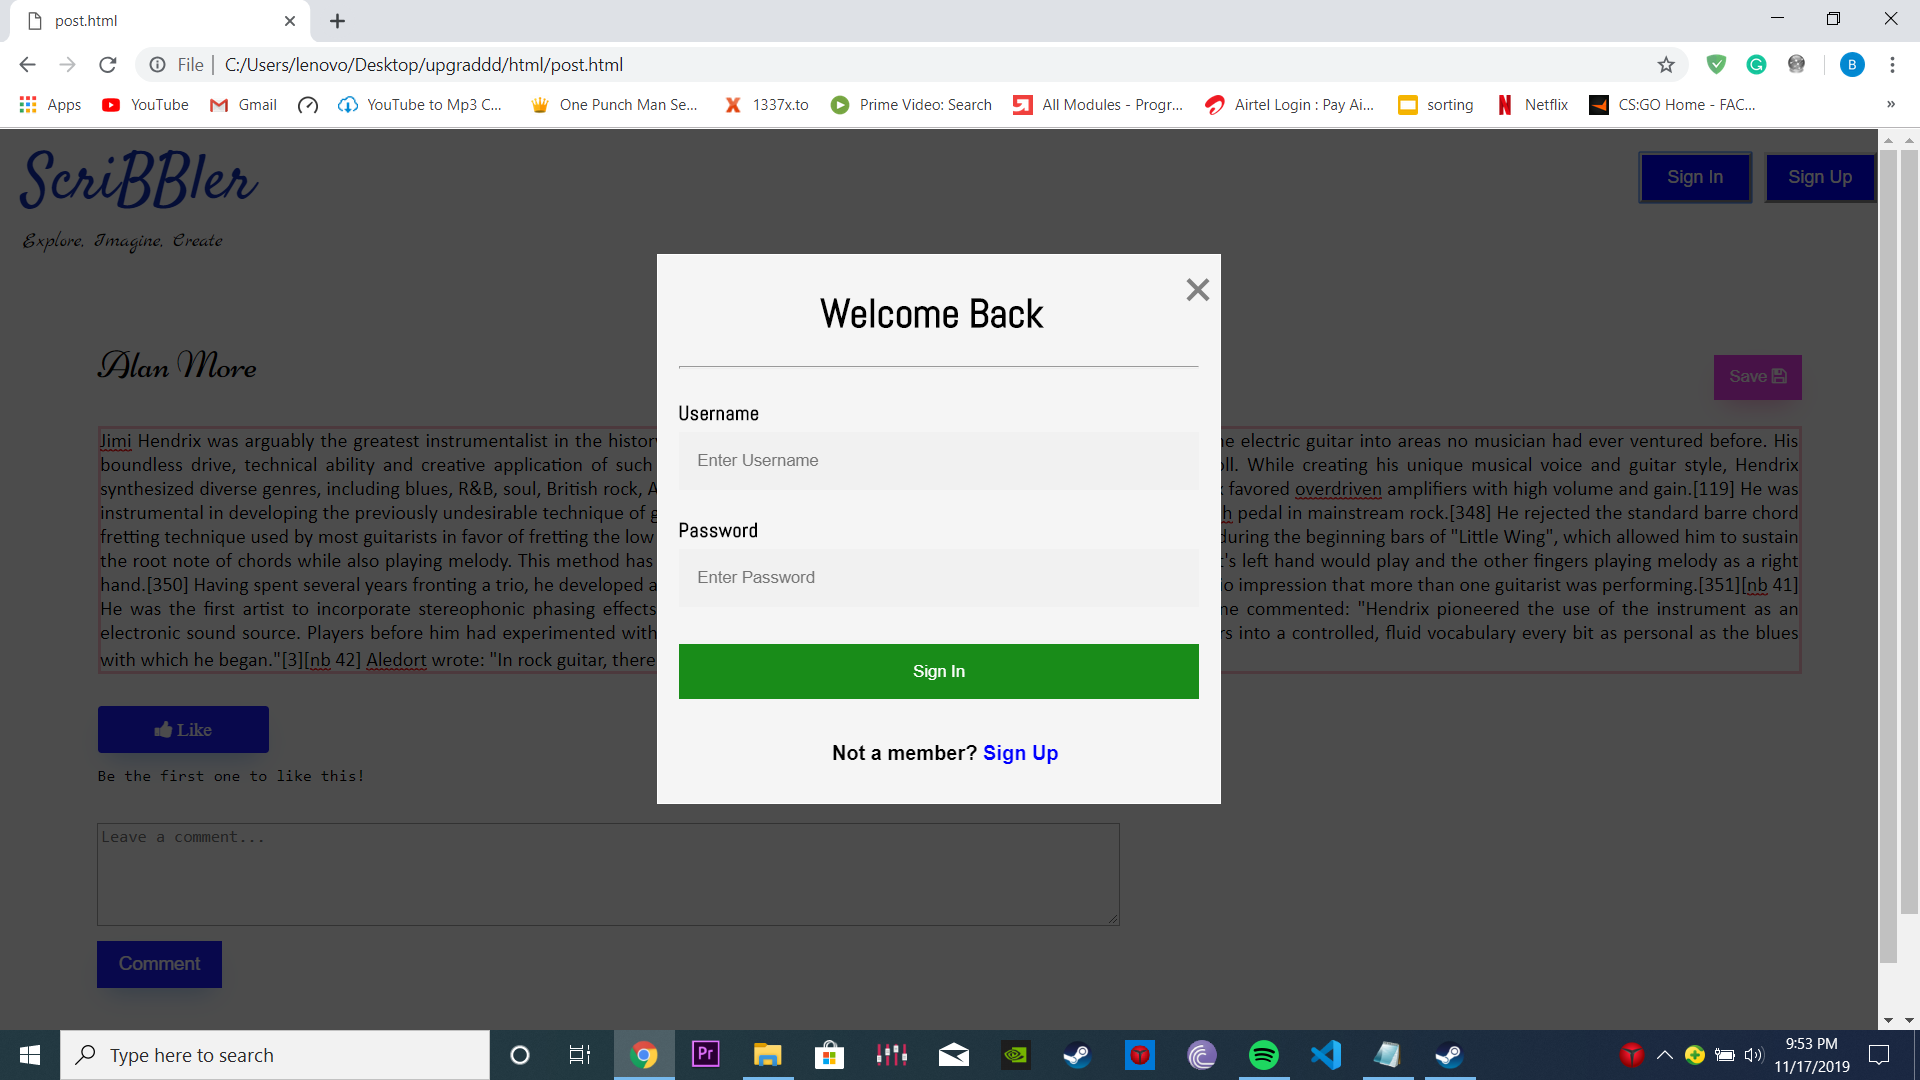 post.html
File | C:/Users/lenovo/Desktop/upgraddd/html/post.html
B
Apps YouTube Gmail YouTube to Mp3 C... One Punch Man Se... 1337x.to Prime Video: Search All Modules - Progr... Airtel Login : Pay Ai... sorting Netflix CS:GO Home - FAC... »
ScriBBler
Sign In Sign Up
Explore. Imagine. Create
Welcome Back
Alan More
Save
Username
Jimi Hendrix was arguably the greatest instrumentalist in the histor
e electric guitar into areas no musician had ever ventured before. His
boundless drive, technical ability and creative application of such
ll. While creating his unique musical voice and guitar style, Hendrix
Enter Username
synthesized diverse genres, including blues, R&B, soul, British rock, A
favored overdriven amplifiers with high volume and gain.[119] He was
instrumental in developing the previously undesirable technique of g
h pedal in mainstream rock.[348] He rejected the standard barre chord
Password
fretting technique used by most guitarists in favor of fretting the low
during the beginning bars of "Little Wing", which allowed him to sustain
the root note of chords while also playing melody. This method has
's left hand would play and the other fingers playing melody as a right
Enter Password
hand.[350] Having spent several years fronting a trio, he developed a
io impression that more than one guitarist was performing.[351][nb 41]
He was the first artist to incorporate stereophonic phasing effects
ne commented: "Hendrix pioneered the use of the instrument as an
electronic sound source. Players before him had experimented with
rs into a controlled, fluid vocabulary every bit as personal as the blues
with which he began."[3][nb 42] Aledort wrote: "In rock guitar, there
Sign In
Like
Not a member? Sign Up
Be the first one to like this!
Leave a comment...
Comment
Type here to search
Pr
9:53 PM
11/17/2019